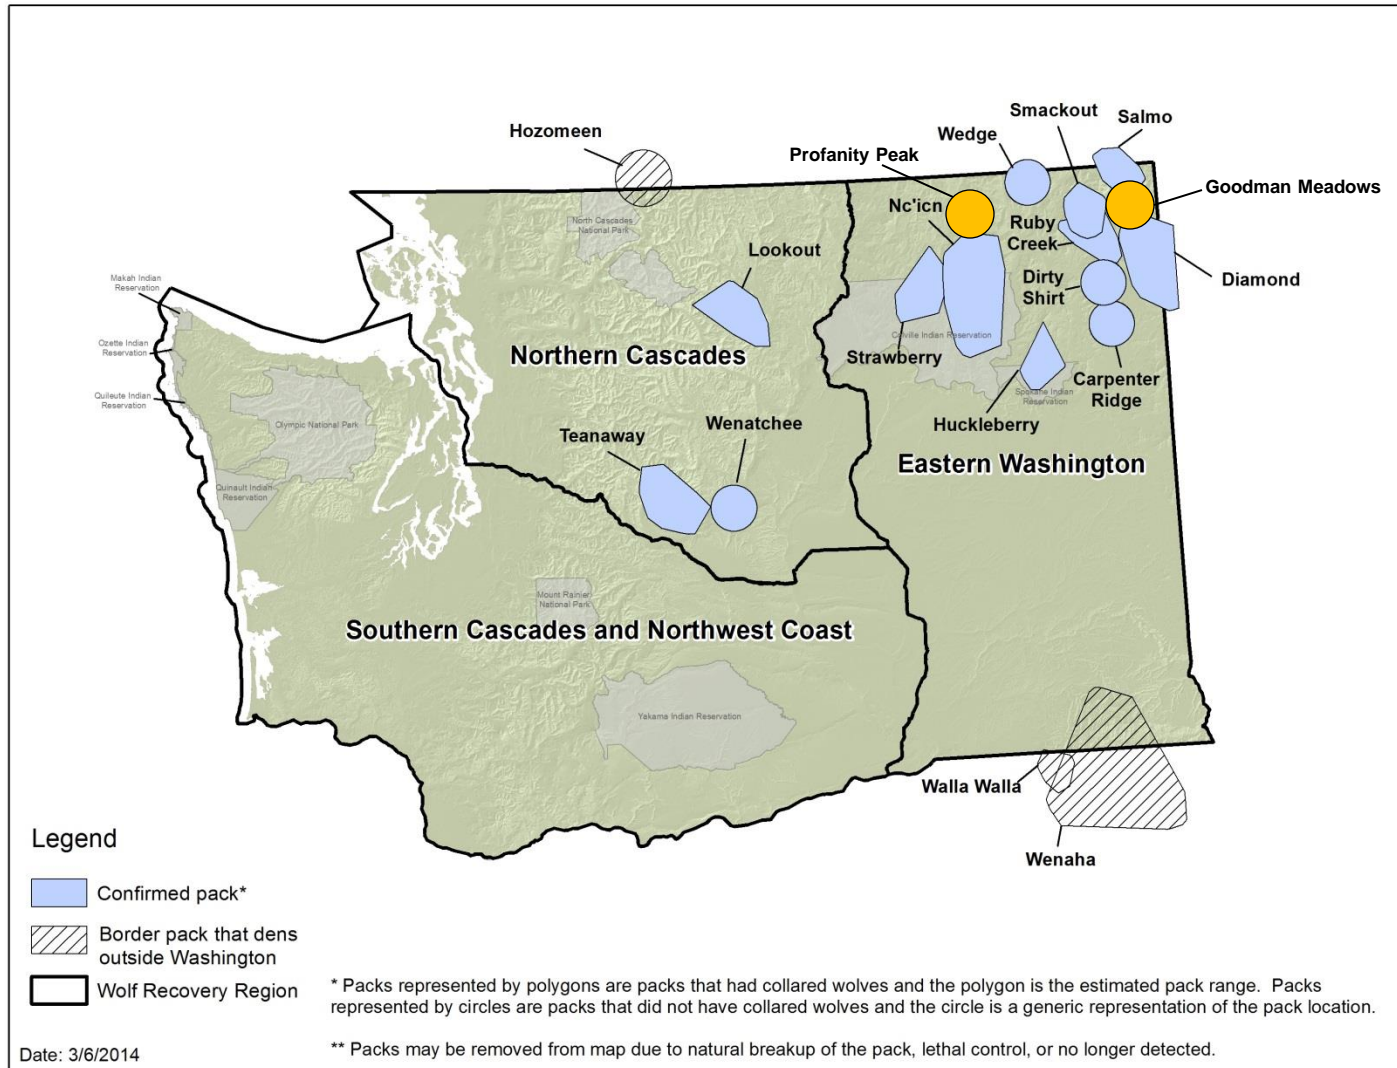 Smackout
Salmo
Hozomeen
Wedge
Profanity Peak
Goodman Meadows
Nc'icn
North Cascades
National Park
Ruby
Creek
Lookout
Makah Indian
Reservation
Dirty
Shirt
Diamond
Ozette Indian
Reservation
Colville Indian Reservation
Northern Cascades
Strawberry
Carpenter
Ridge
Spokane Indian
Reservation
Quileute Indian
Reservation
Olympic National Park
Huckleberry
Teanaway
Wenatchee
Eastern Washington
Quinault Indian
Reservation
Mount Rainier
National Park
Southern Cascades and Northwest Coast
Yakama Indian Reservation
Walla Walla
Wenaha
Legend
Confirmed pack*
Border pack that dens
outside Washington
Wolf Recovery Region
* Packs represented by polygons are packs that had collared wolves and the polygon is the estimated pack range.  Packs
represented by circles are packs that did not have collared wolves and the circle is a generic representation of the pack location.
** Packs may be removed from map due to natural breakup of the pack, lethal control, or no longer detected.
Date: 3/6/2014